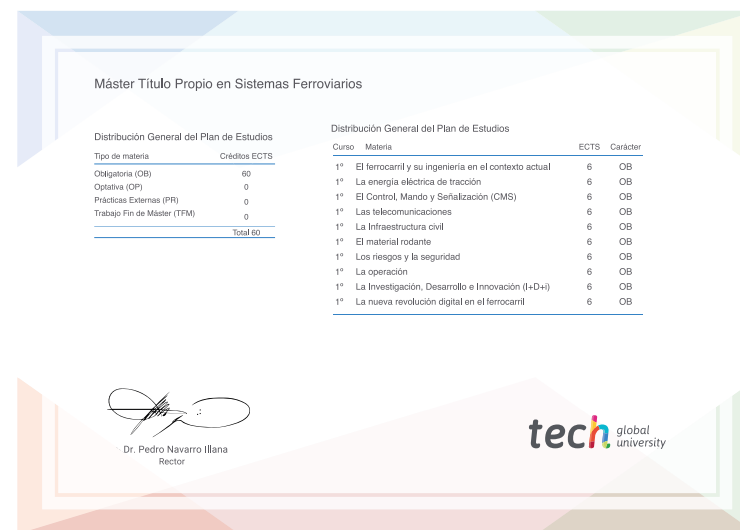 Máster Título Propio en Sistemas Ferroviarios
Distribución General del Plan de Estudios
Tipo de materia Créditos ECTS
Obligatoria (OB) 60
Optativa (OP) 0
Prácticas Externas (PR) 0
Trabajo Fin de Máster (TFM) 0
Total 60
Distribución General del Plan de Estudios
Curso Materia ECTS Carácter
1º El ferrocarril y su ingeniería en el contexto actual 6 OB
1º La energía eléctrica de tracción 6 OB
1º El Control, Mando y Señalización (CMS) 6 OB
1º Las telecomunicaciones 6 OB
1º La Infraestructura civil 6 OB
1º El material rodante 6 OB
1º Los riesgos y la seguridad 6 OB
1º La operación 6 OB
1º La Investigación, Desarrollo e Innovación (I+D+i) 6 OB
1º La nueva revolución digital en el ferrocarril 6 OB
Dr. Pedro Navarro Illana
Rector
tech global university